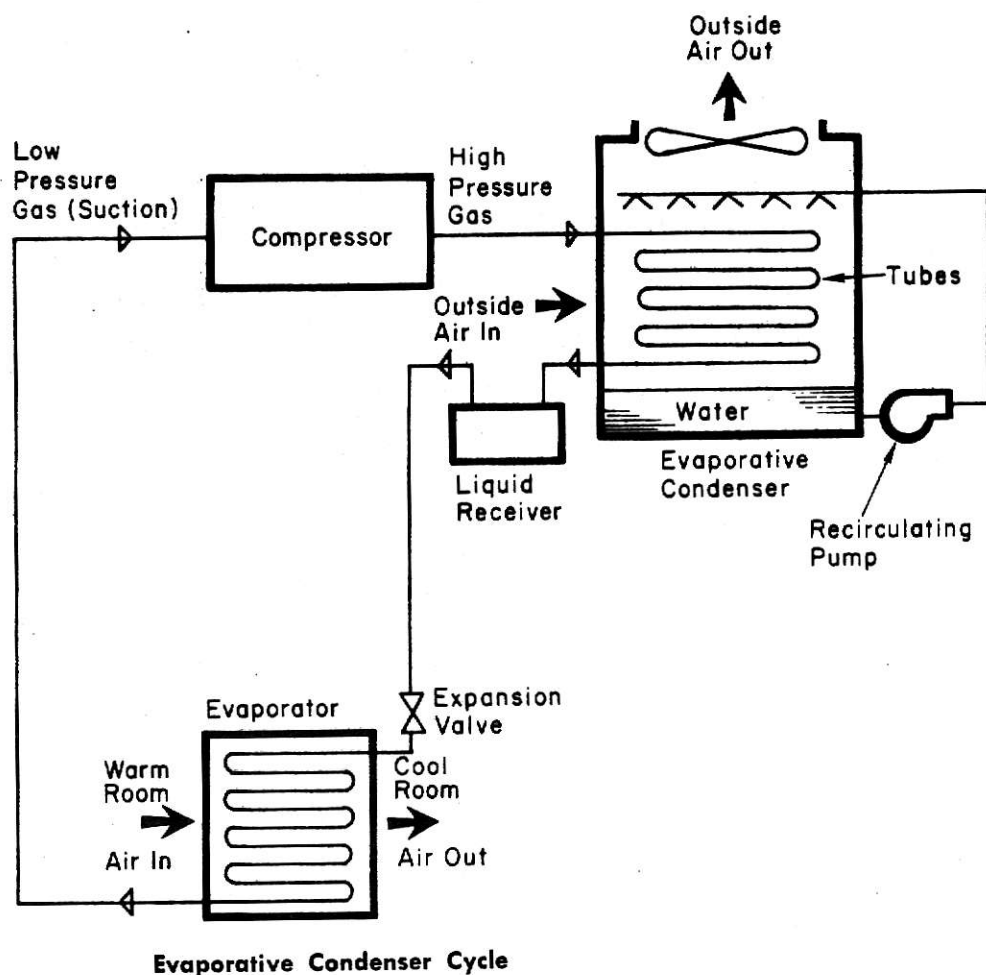 Outside
Air Out
Low
Pressure
Gas (Suction)
High
Pressure
Gas
Compressor
Tubes
Outside
Air In
Water
Evaporative
Condenser
Liquid
Receiver
Recirculating
Pump
Evaporator
Expansion
Valve
Warm
Room
Air In
Cool
Room
Air Out
Evaporative Condenser Cycle